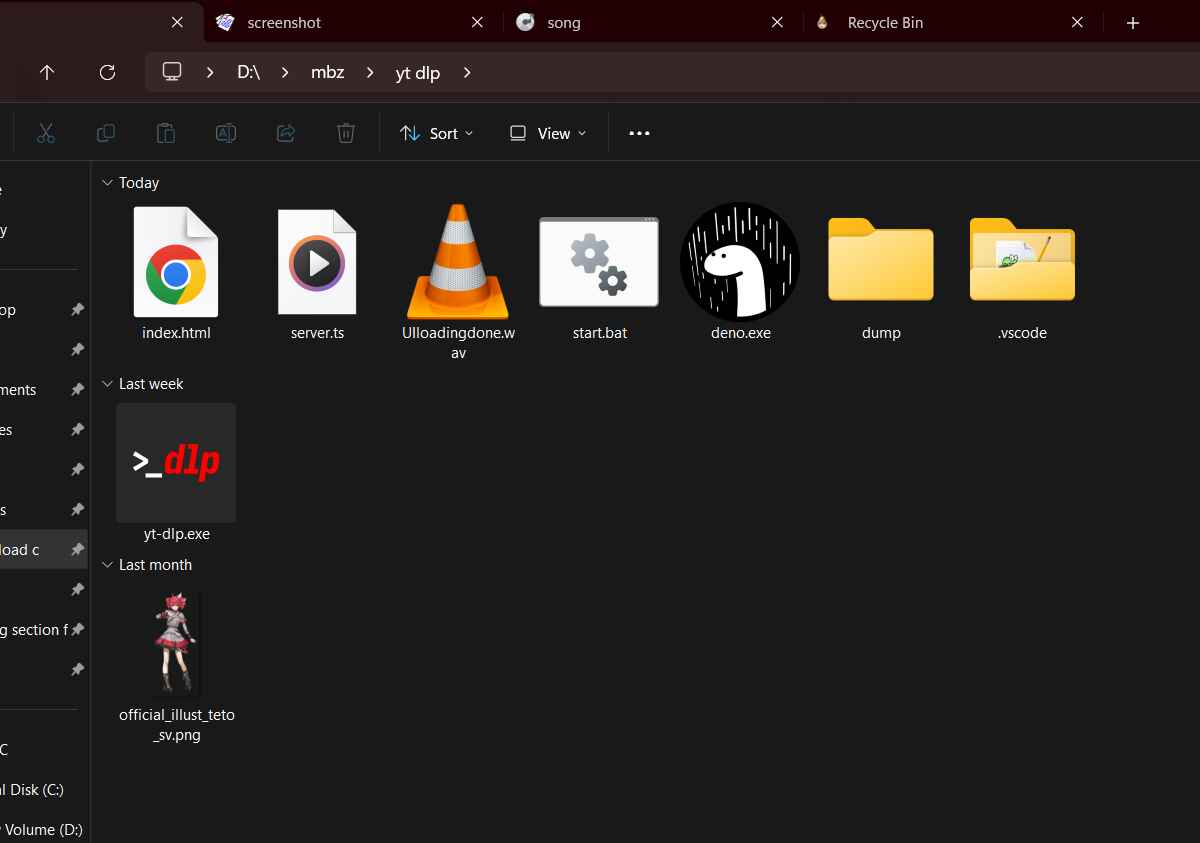 screenshot
song
Recycle Bin
D:\ mbz yt dlp
Sort View
Today
index.html
server.ts
UIloadingdone.w
av
start.bat
deno.exe
dump
.vscode
Last week
>_dlp
yt-dlp.exe
Last month
official_illust_teto
_sv.png
e
y
op
ments
es
s
load c
g section f
C
l Disk (C:)
Volume (D:)